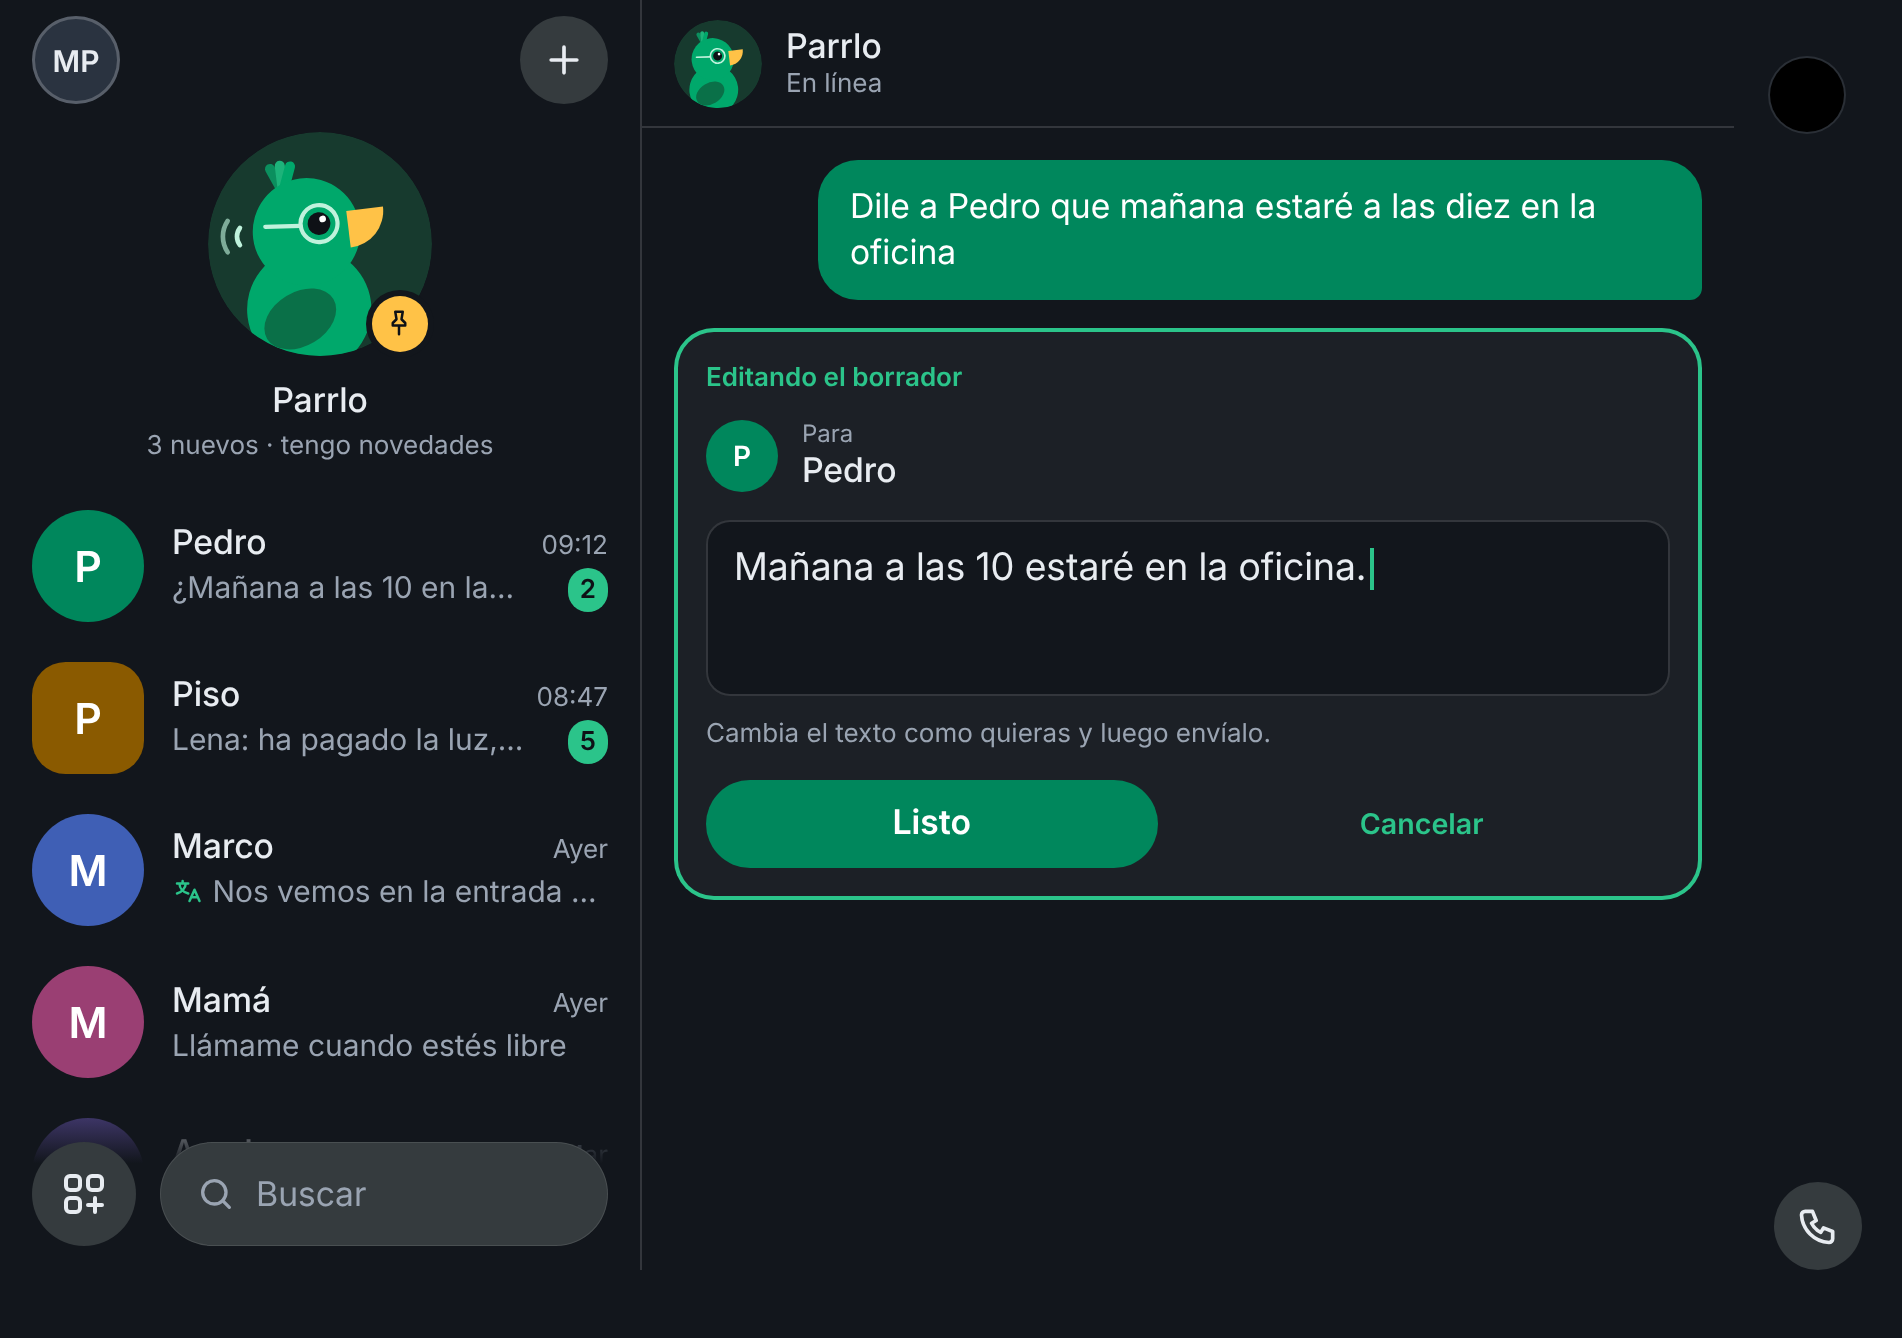 MP
Parrlo
3 nuevos · tengo novedades
P
Pedro
09:12
¿Mañana a las 10 en la...
2
P
Piso
08:47
Lena: ha pagado la luz,...
5
M
Marco
Ayer
Nos vemos en la entrada ...
M
Mamá
Ayer
Llámame cuando estés libre
Buscar
Parrlo
En línea
Dile a Pedro que mañana estaré a las diez en la
oficina
Editando el borrador
P
Para
Pedro
Mañana a las 10 estaré en la oficina.
Cambia el texto como quieras y luego envíalo.
Listo
Cancelar